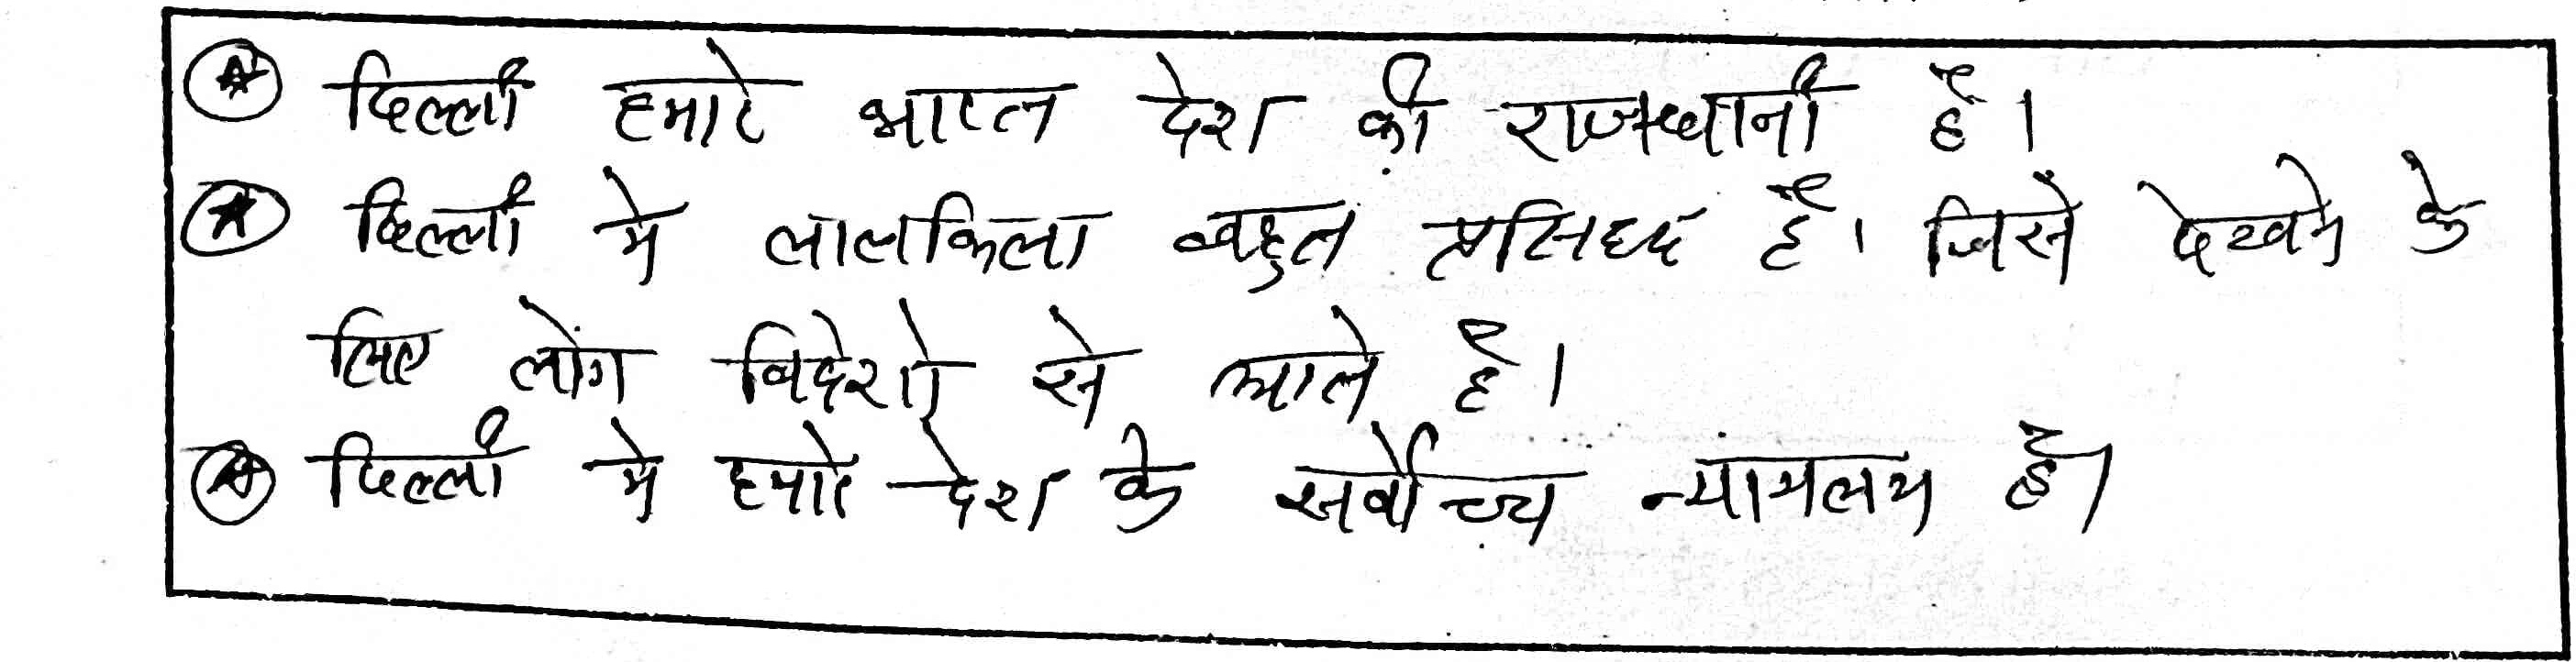 दिल्ली हमारे भारत देश की राजधानी है।
दिल्ली मे लालकिला बहुत प्रसिध्द है। जिसे देखने के
लिए लोंग विदेशो से आते है।
दिल्ली मे हमारे देश के सर्वोच्य न्यायलय है।